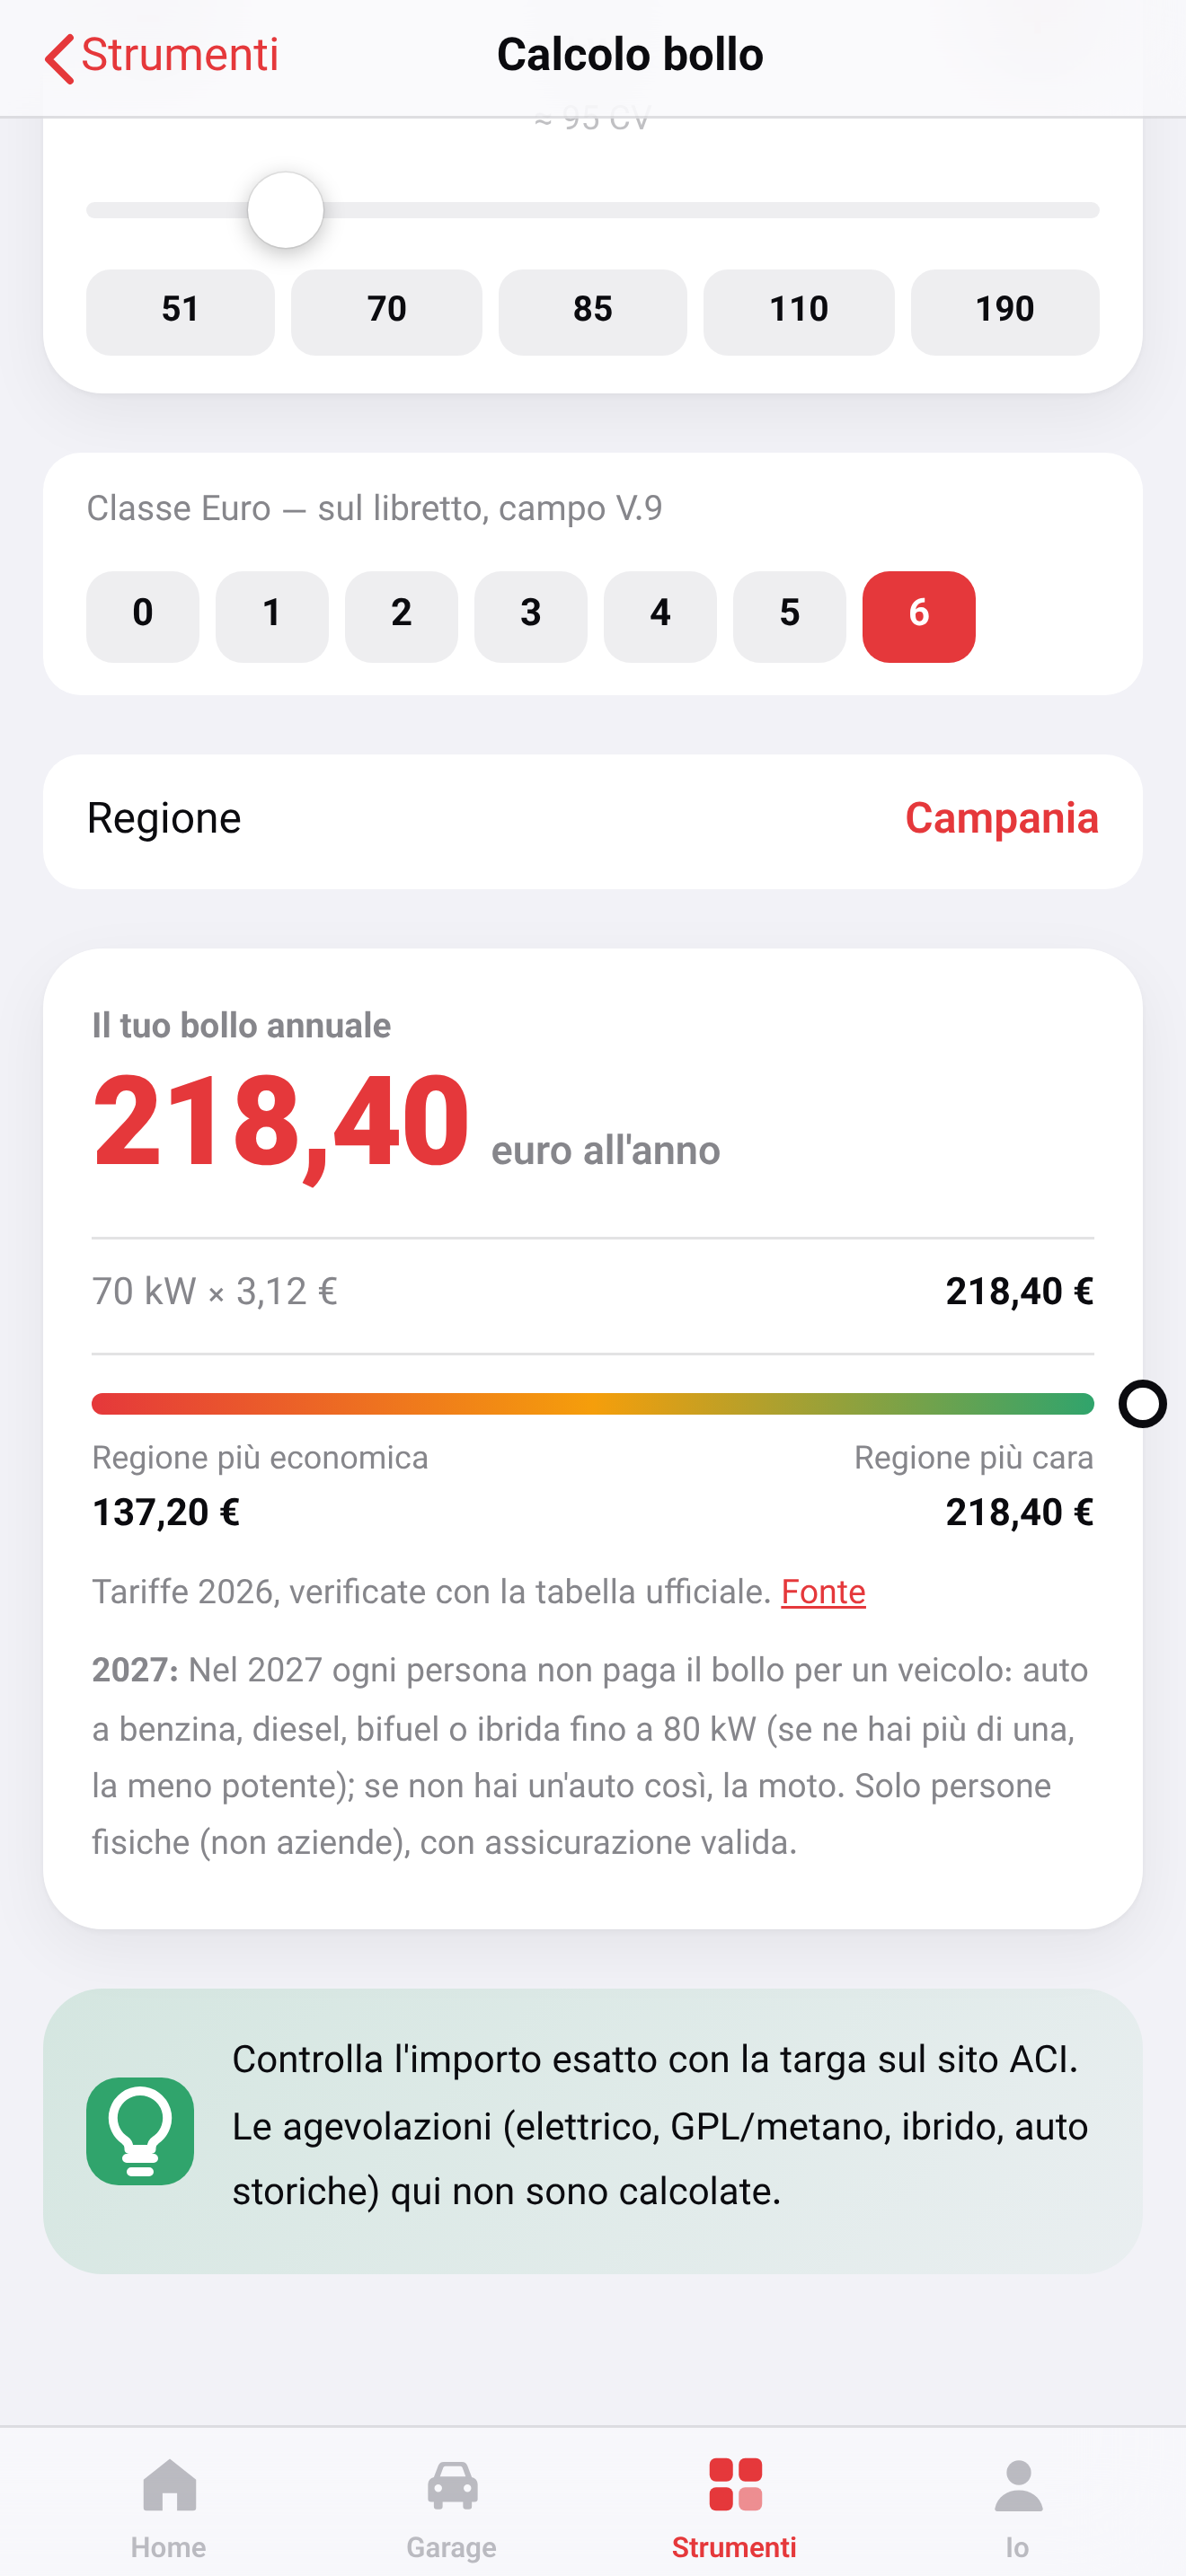 Strumenti
Calcolo bollo
≈ 95 CV
51 70 85 110 190
Classe Euro — sul libretto, campo V.9
0 1 2 3 4 5 6
Regione Campania
Il tuo bollo annuale
218,40 euro all'anno
70 kW × 3,12 € 218,40 €
Regione più economica Regione più cara
137,20 € 218,40 €
Tariffe 2026, verificate con la tabella ufficiale. Fonte
2027: Nel 2027 ogni persona non paga il bollo per un veicolo: auto
a benzina, diesel, bifuel o ibrida fino a 80 kW (se ne hai più di una,
la meno potente); se non hai un'auto così, la moto. Solo persone
fisiche (non aziende), con assicurazione valida.
Controlla l'importo esatto con la targa sul sito ACI.
Le agevolazioni (elettrico, GPL/metano, ibrido, auto
storiche) qui non sono calcolate.
Home Garage Strumenti Io